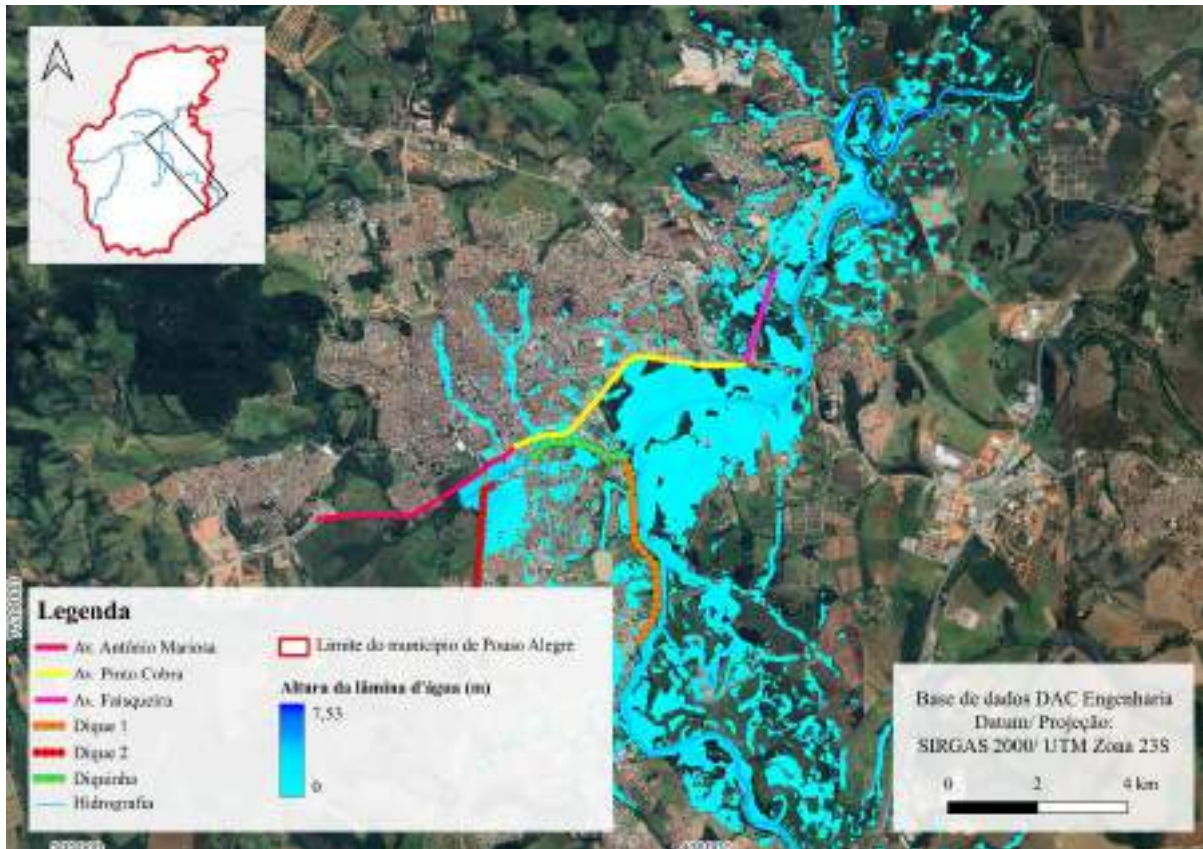 Legenda
Av. Antônio Mariosa
Av. Pinto Cobra
Av. Faisqueira
Dique 1
Dique 2
Diquinho
Hidrografia
Limite do município de Pouso Alegre
Altura da lâmina d'água (m)
7,53
0
Base de dados DAC Engenharia
Datum/ Projeção:
SIRGAS 2000/ UTM Zona 23S
0 2 4 km